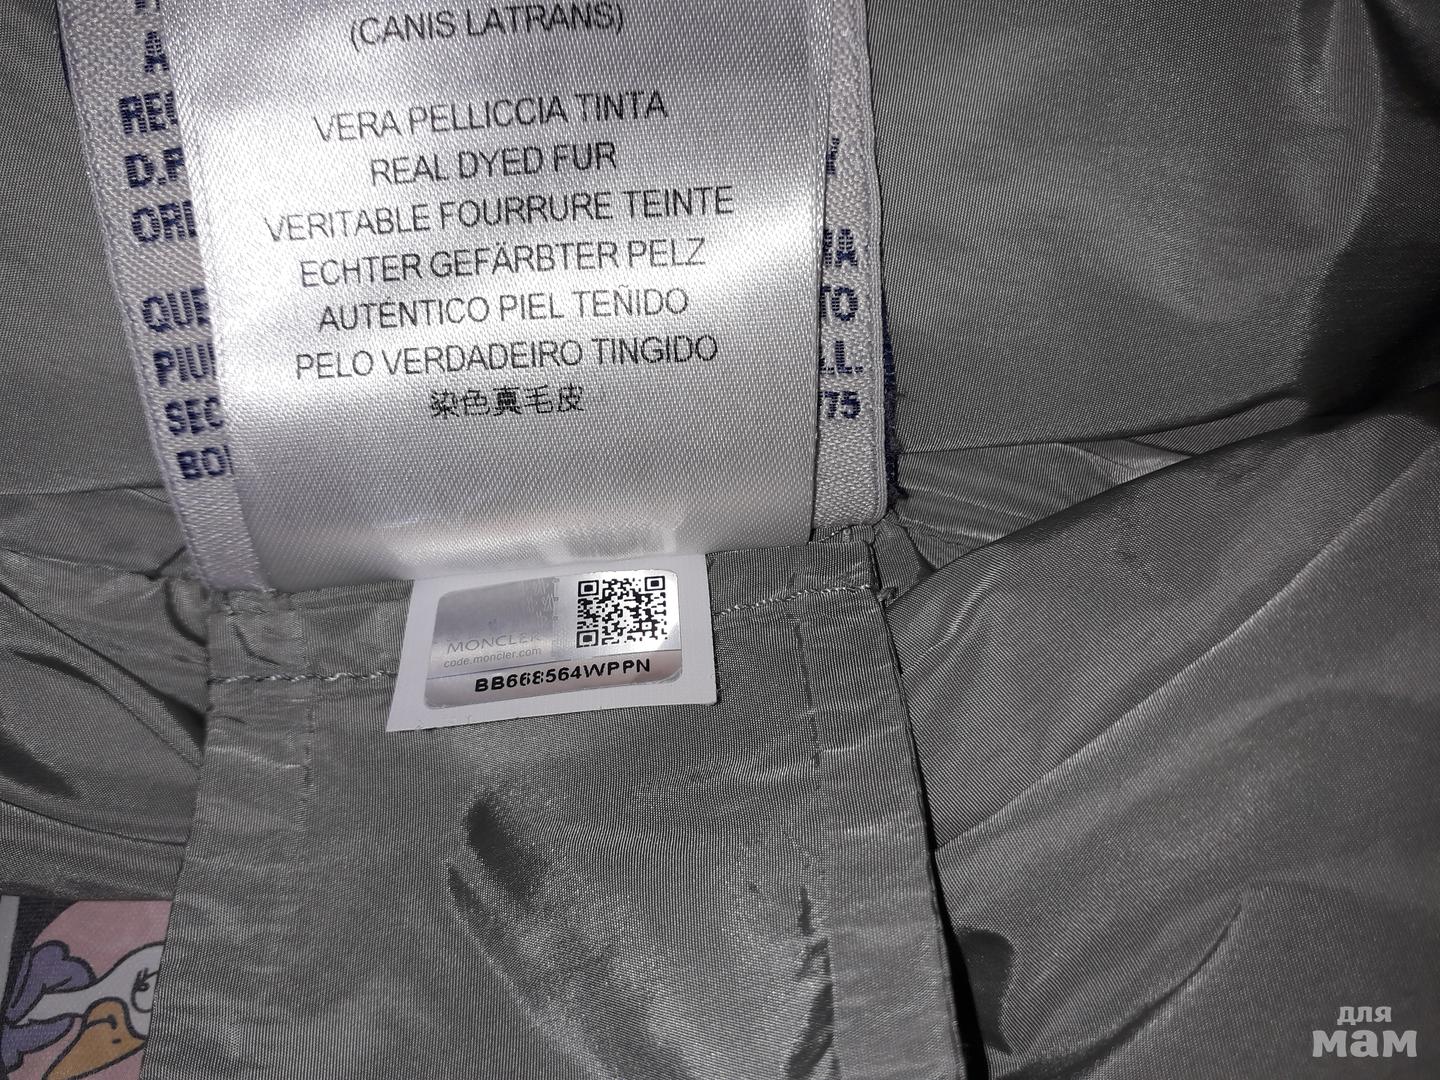 (CANIS LATRANS)
VERA PELLICCIA TINTA
REAL DYED FUR
VERITABLE FOURRURE TEINTE
ECHTER GEFÄRBTER PELZ
AUTÉNTICO PIEL TEÑIDO
PELO VERDADEIRO TINGIDO
染色真毛皮
75
MONCLER
code.moncler.com
BB668564WPPN
для
мам